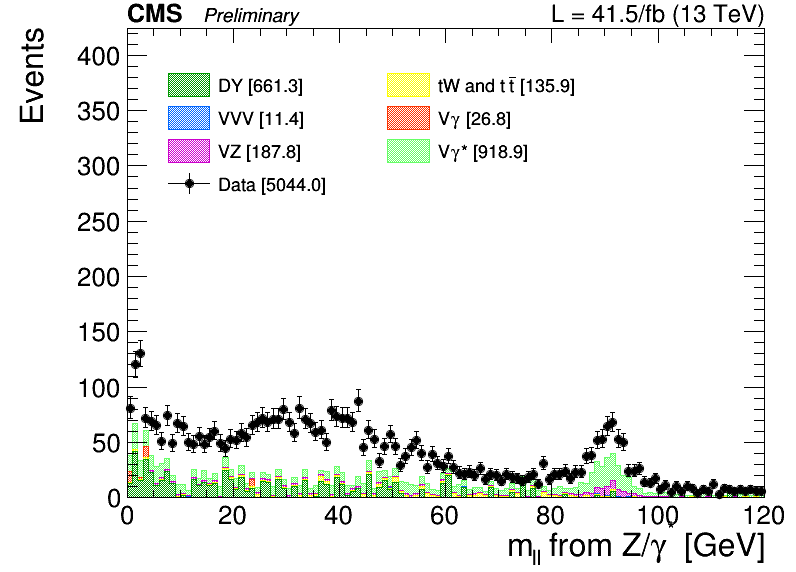 CMS Preliminary L = 41.5/fb (13 TeV)
Events
400
350
300
250
200
150
100
50
0
DY [661.3] tW and tt̄ [135.9]
VVV [11.4] Vγ [26.8]
VZ [187.8] Vγ* [918.9]
Data [5044.0]
0 20 40 60 80 100 120
m_ll from Z/γ* [GeV]